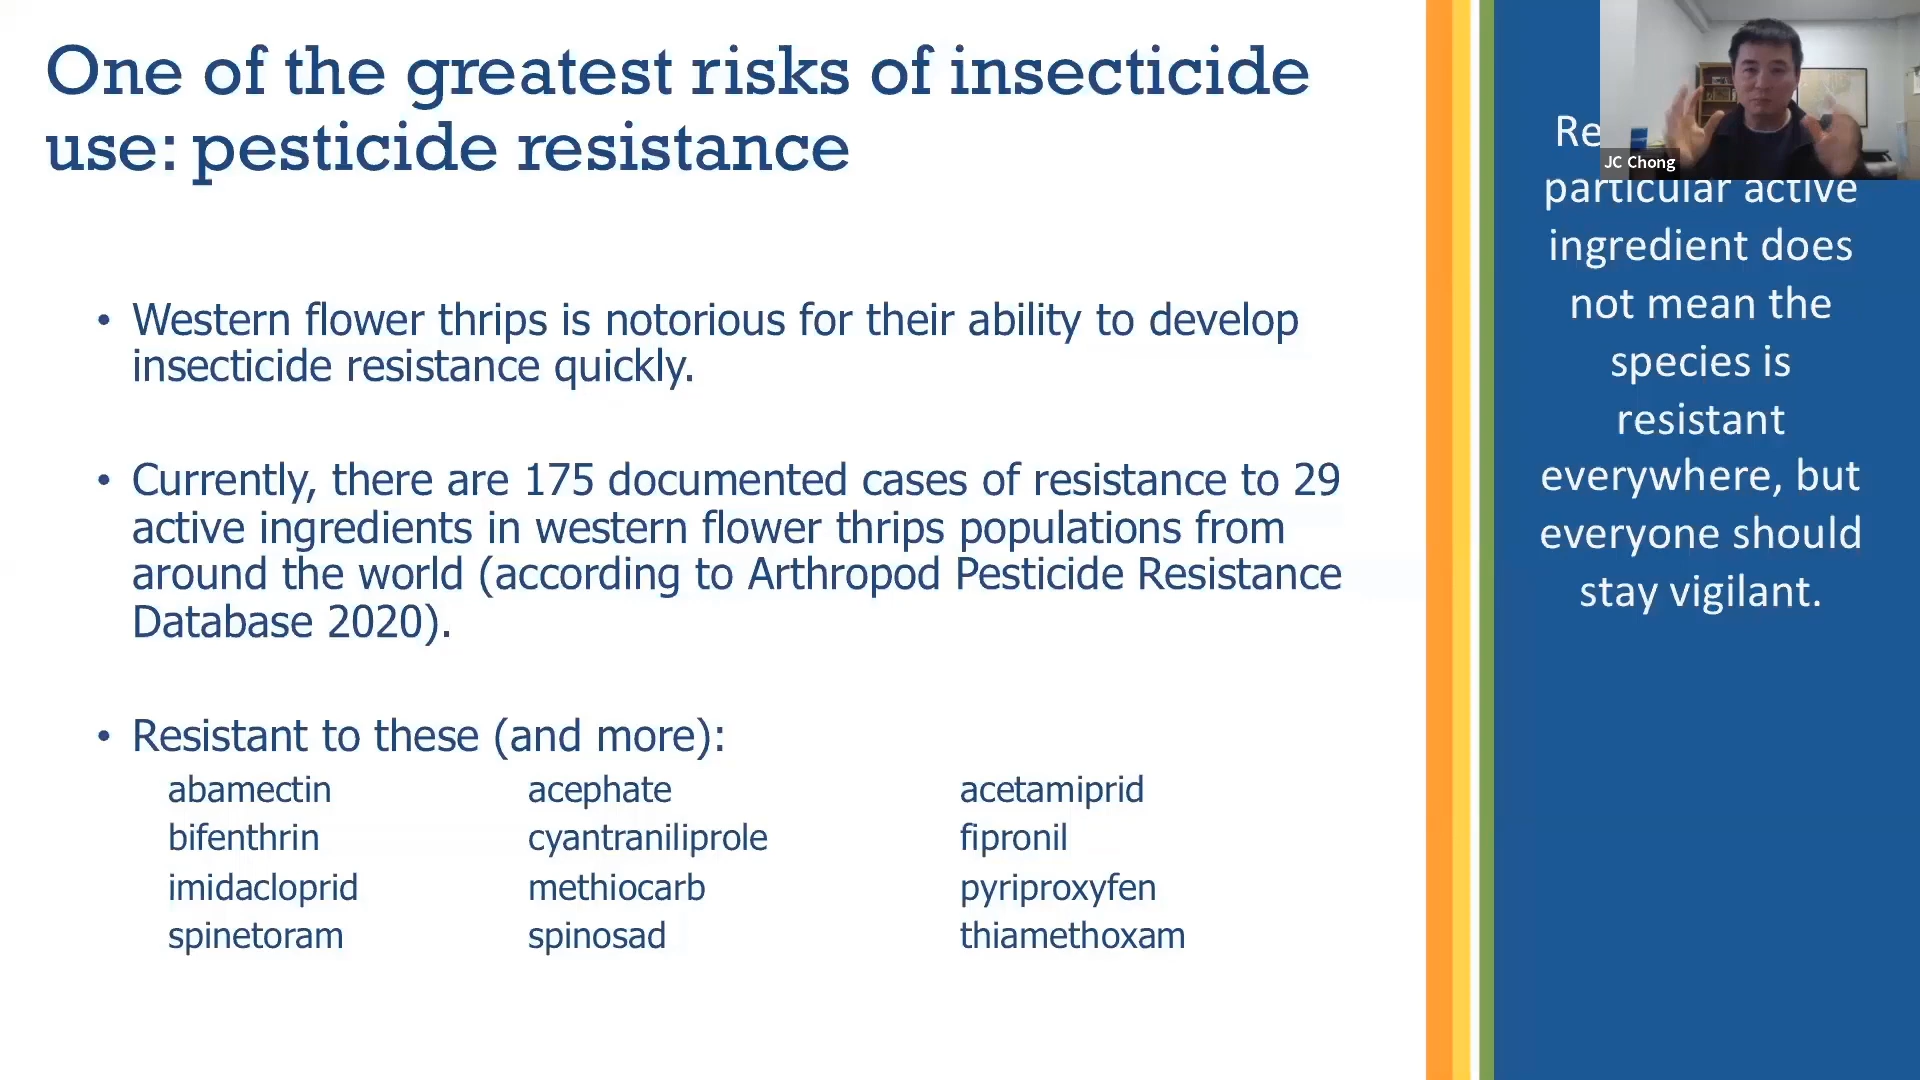 One of the greatest risks of insecticide
use: pesticide resistance
• Western flower thrips is notorious for their ability to develop
insecticide resistance quickly.
• Currently, there are 175 documented cases of resistance to 29
active ingredients in western flower thrips populations from
around the world (according to Arthropod Pesticide Resistance
Database 2020).
• Resistant to these (and more):
abamectin acephate acetamiprid
bifenthrin cyantraniliprole fipronil
imidacloprid methiocarb pyriproxyfen
spinetoram spinosad thiamethoxam
JC Chong
particular active
ingredient does
not mean the
species is
resistant
everywhere, but
everyone should
stay vigilant.